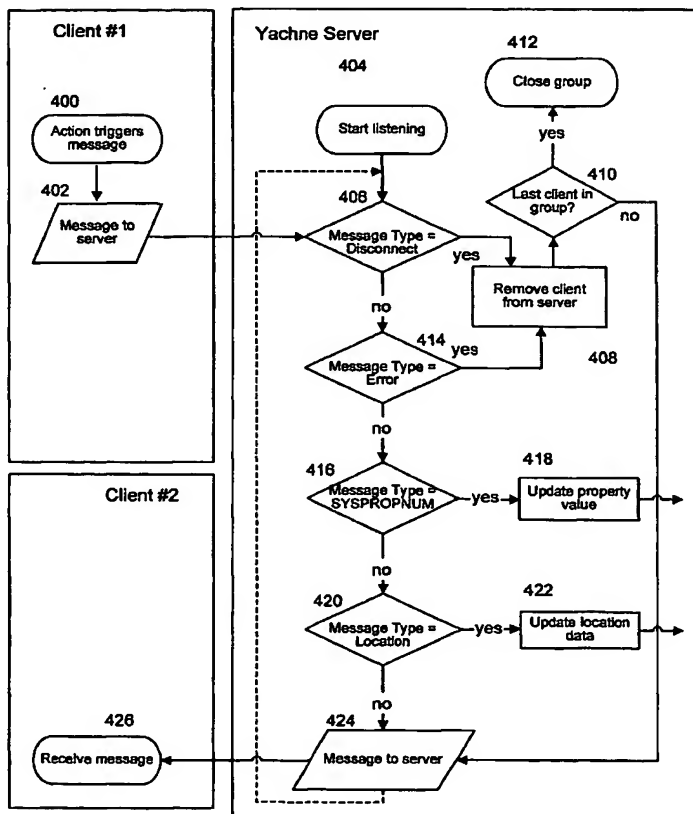 Client #1
400
Action triggers
message
402
Message to
server
Yachne Server
404
Start listening
406
Message Type =
Disconnect
yes
no
412
Close group
yes
410
Last client in
group?
no
Remove client
from server
408
414
Message Type =
Error
yes
no
416
Message Type =
SYSPROPNUM
yes
418
Update property
value
no
420
Message Type =
Location
yes
422
Update location
data
no
424
Message to server
Client #2
426
Receive message